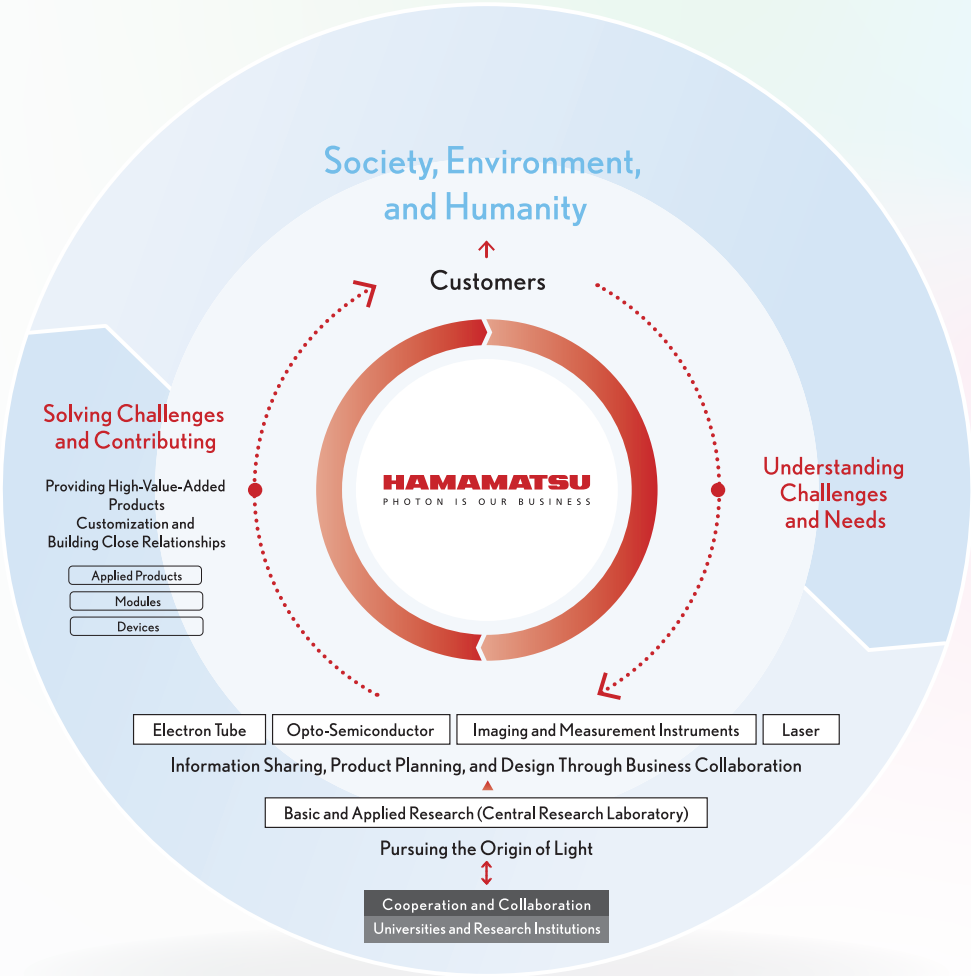 Society, Environment,
and Humanity
Customers
Solving Challenges
and Contributing
Providing High-Value-Added
Products
Customization and
Building Close Relationships
Applied Products
Modules
Devices
HAMAMATSU
PHOTON IS OUR BUSINESS
Understanding
Challenges
and Needs
Electron Tube
Opto-Semiconductor
Imaging and Measurement Instruments
Laser
Information Sharing, Product Planning, and Design Through Business Collaboration
Basic and Applied Research (Central Research Laboratory)
Pursuing the Origin of Light
Cooperation and Collaboration
Universities and Research Institutions